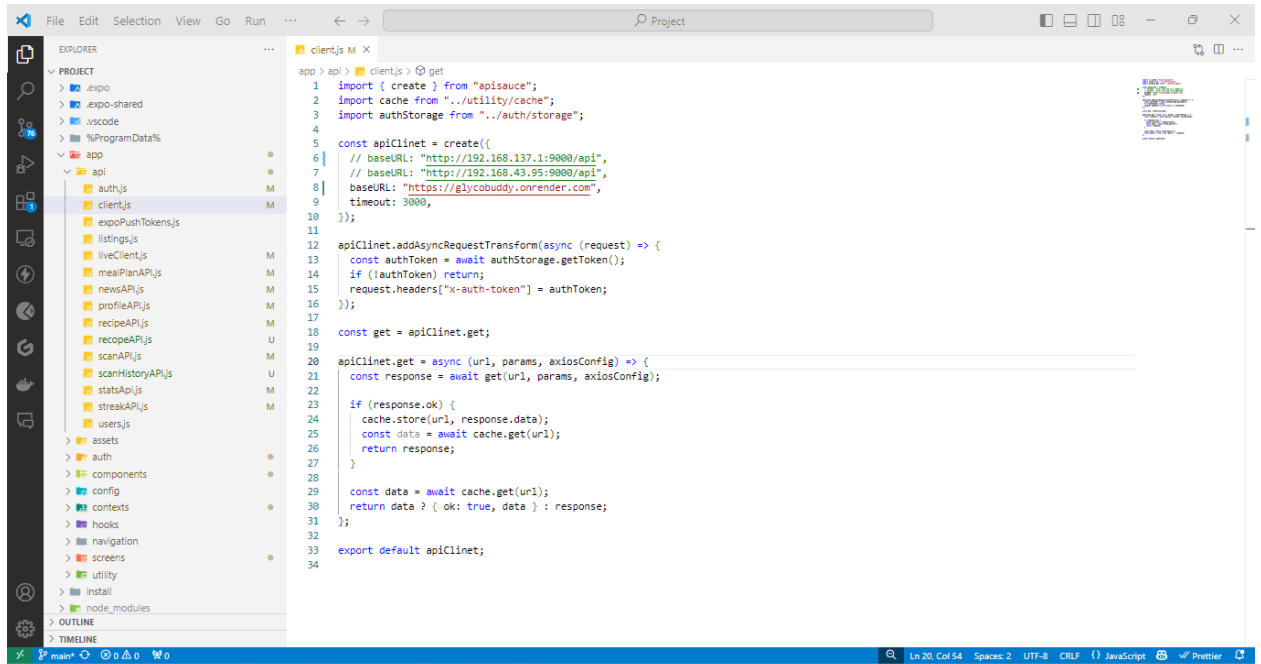 File Edit Selection View Go Run ··· Project
EXPLORER ···
PROJECT
.expo
.expo-shared
.vscode
%ProgramData%
app
api
auth.js M
client.js M
expoPushTokens.js
listings.js
liveClient.js M
mealPlanAPI.js M
newsAPI.js M
profileAPI.js M
recipeAPI.js M
recopeAPI.js U
scanAPI.js M
scanHistoryAPI.js U
statsApi.js M
streakAPI.js M
users.js
assets
auth
components
config
contexts
hooks
navigation
screens
utility
install
node_modules
OUTLINE
TIMELINE
76
1
client.js M ×
app > api > client.js > get
1 import { create } from "apisauce";
2 import cache from "../utility/cache";
3 import authStorage from "../auth/storage";
4
5 const apiClinet = create({
6 // baseURL: "http://192.168.137.1:9000/api",
7 // baseURL: "http://192.168.43.95:9000/api",
8 baseURL: "https://glycobuddy.onrender.com",
9 timeout: 3000,
10 });
11
12 apiClinet.addAsyncRequestTransform(async (request) => {
13 const authToken = await authStorage.getToken();
14 if (!authToken) return;
15 request.headers["x-auth-token"] = authToken;
16 });
17
18 const get = apiClinet.get;
19
20 apiClinet.get = async (url, params, axiosConfig) => {
21 const response = await get(url, params, axiosConfig);
22
23 if (response.ok) {
24 cache.store(url, response.data);
25 const data = await cache.get(url);
26 return response;
27 }
28
29 const data = await cache.get(url);
30 return data ? { ok: true, data } : response;
31 };
32
33 export default apiClinet;
34
main* 0 0 0 Ln 20, Col 54 Spaces: 2 UTF-8 CRLF {} JavaScript Prettier